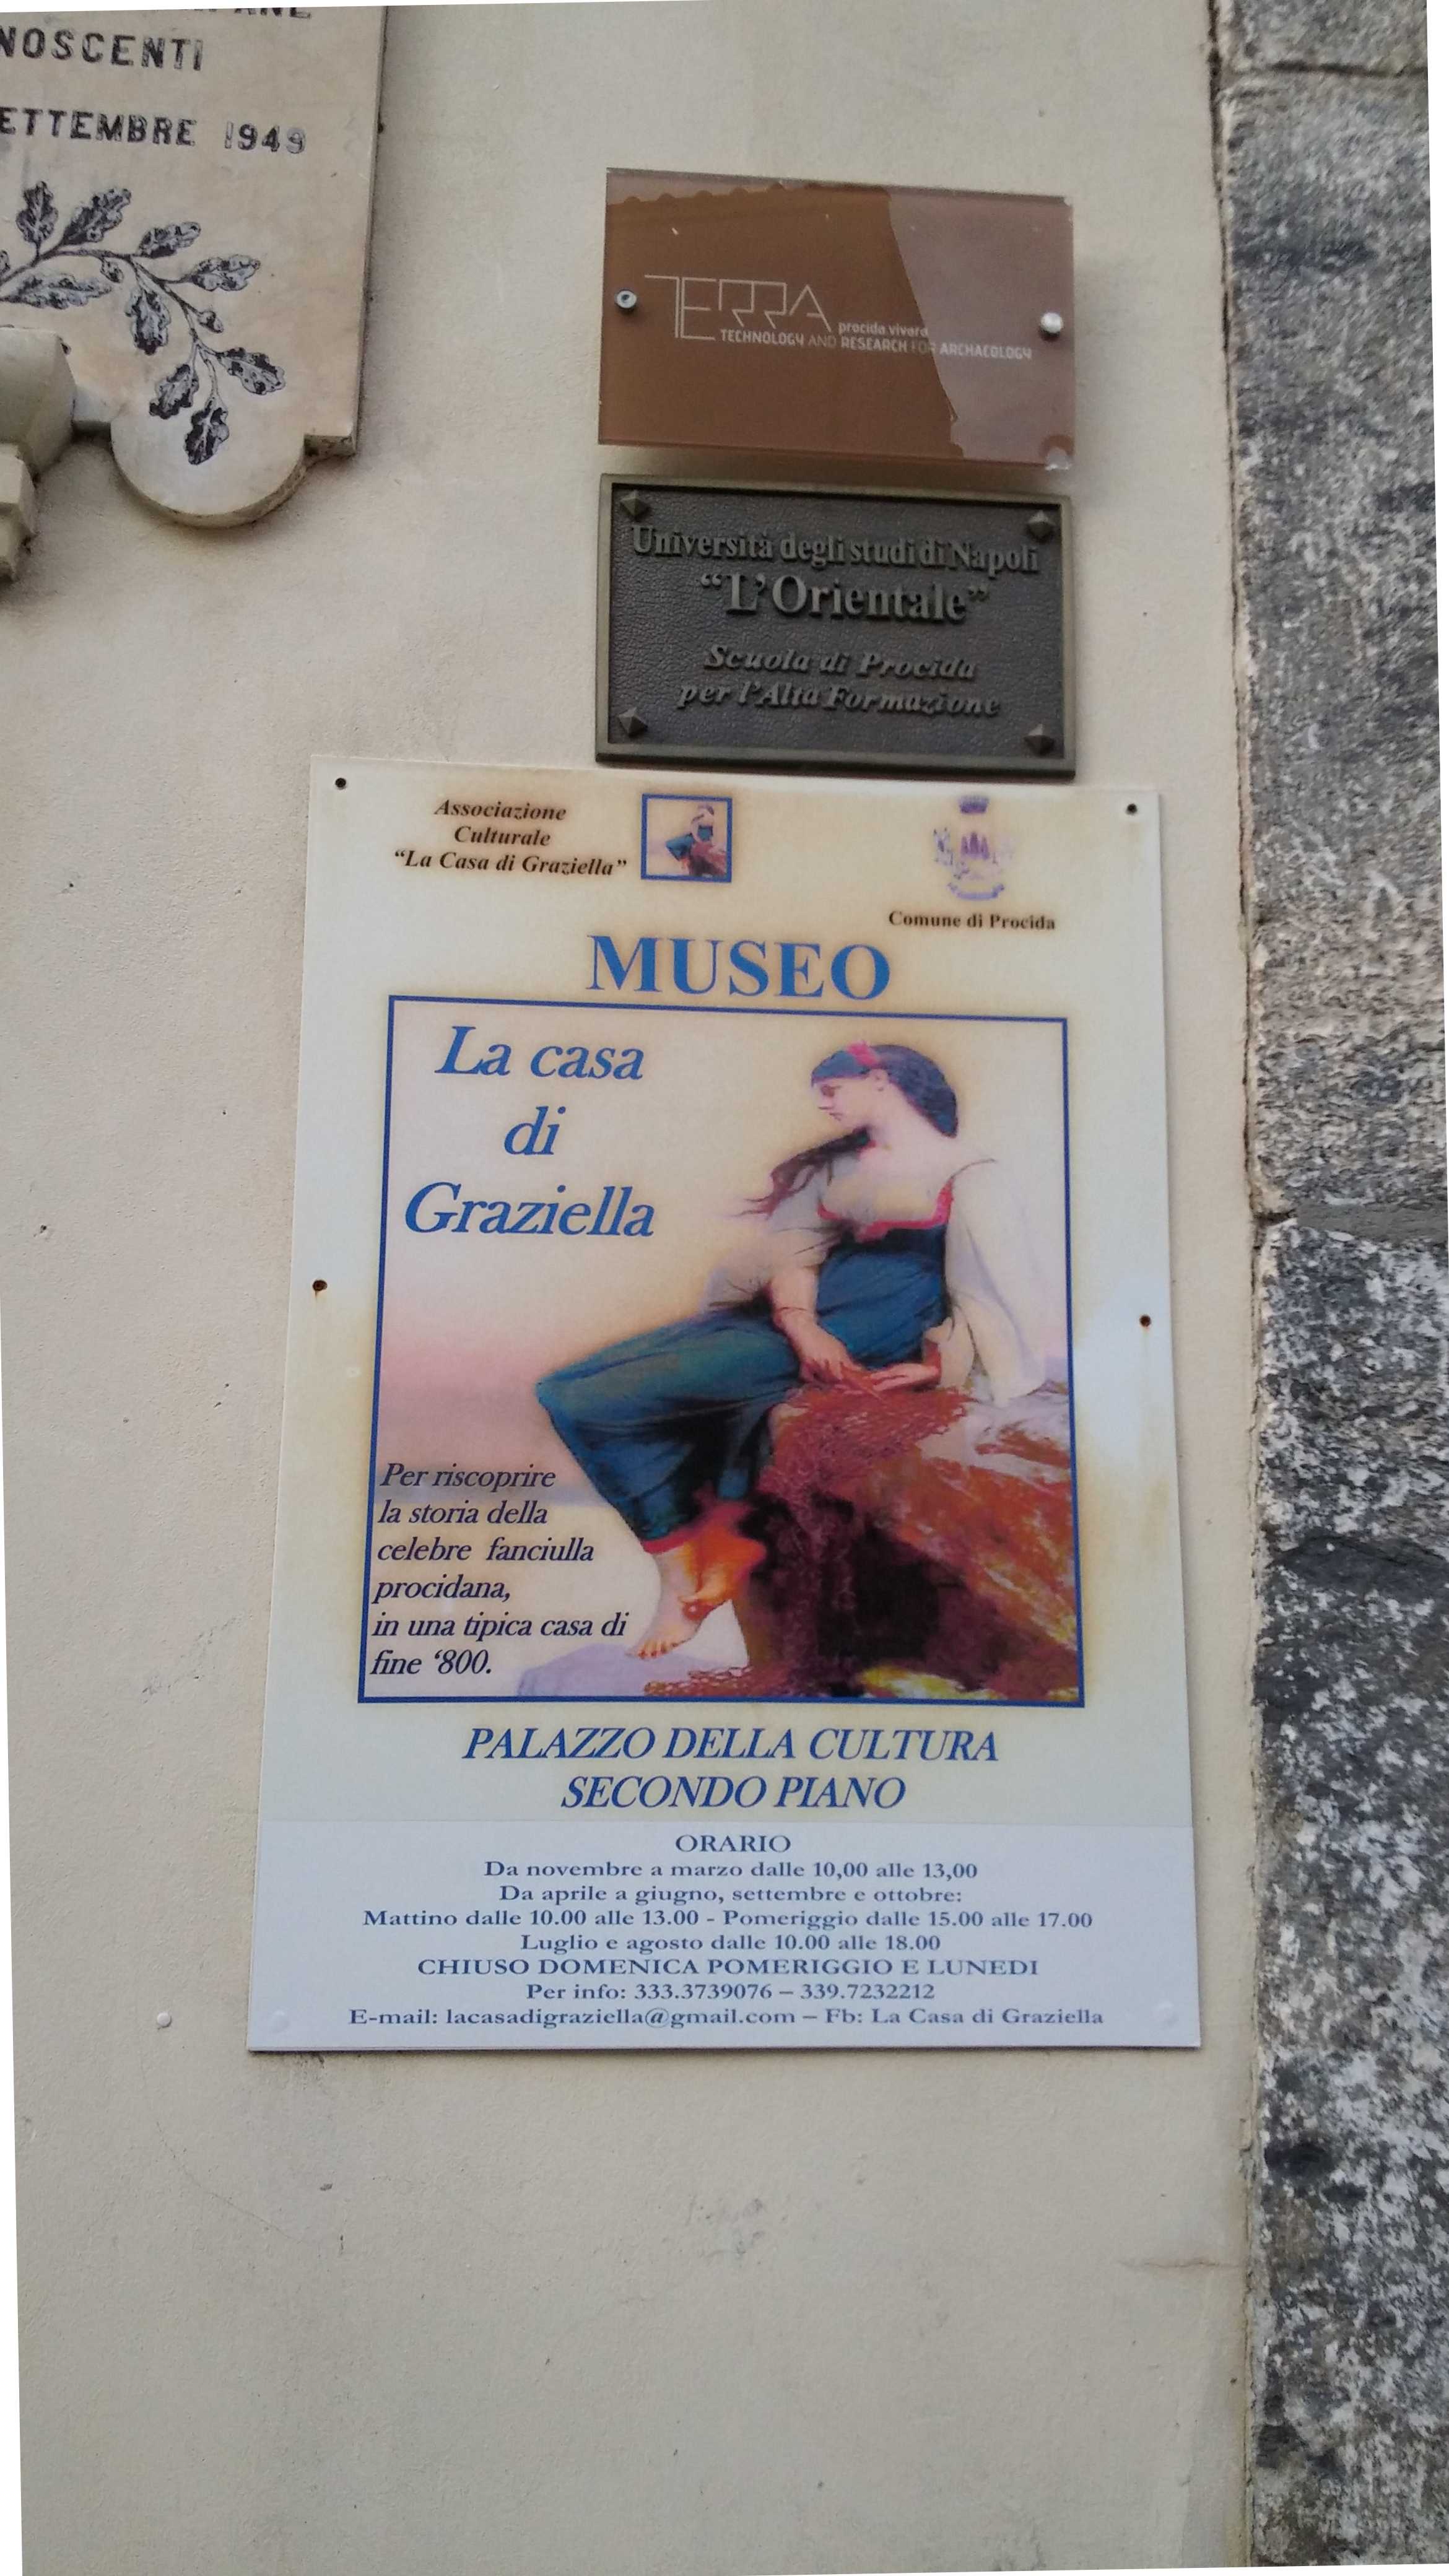 NOSCENTI
SETTEMBRE 1949
TERRA
procida vivara
TECHNOLOGY AND RESEARCH FOR ARCHAEOLOGY
Università degli studi di Napoli
“L’Orientale”
Scuola di Procida
per l’Alta Formazione
Associazione
Culturale
“La Casa di Graziella”
Comune di Procida
MUSEO
La casa
di
Graziella
Per riscoprire
la storia della
celebre fanciulla
procidana,
in una tipica casa di
fine ‘800.
PALAZZO DELLA CULTURA
SECONDO PIANO
ORARIO
Da novembre a marzo dalle 10,00 alle 13,00
Da aprile a giugno, settembre e ottobre:
Mattino dalle 10.00 alle 13.00 - Pomeriggio dalle 15.00 alle 17.00
Luglio e agosto dalle 10.00 alle 18.00
CHIUSO DOMENICA POMERIGGIO E LUNEDI
Per info: 333.3739076 – 339.7232212
E-mail: lacasadigraziella@gmail.com – Fb: La Casa di Graziella